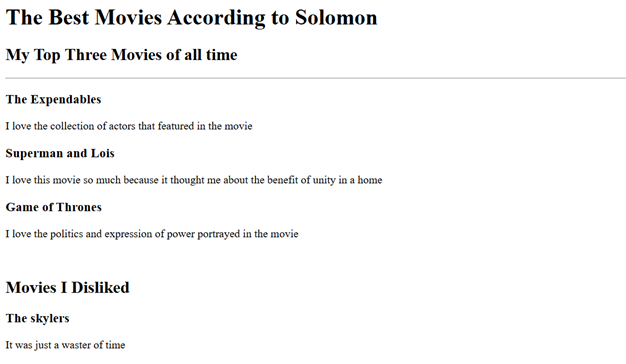 The Best Movies According to Solomon
My Top Three Movies of all time
The Expendables
I love the collection of actors that featured in the movie
Superman and Lois
I love this movie so much because it thought me about the benefit of unity in a home
Game of Thrones
I love the politics and expression of power portrayed in the movie
Movies I Disliked
The skylers
It was just a waster of time